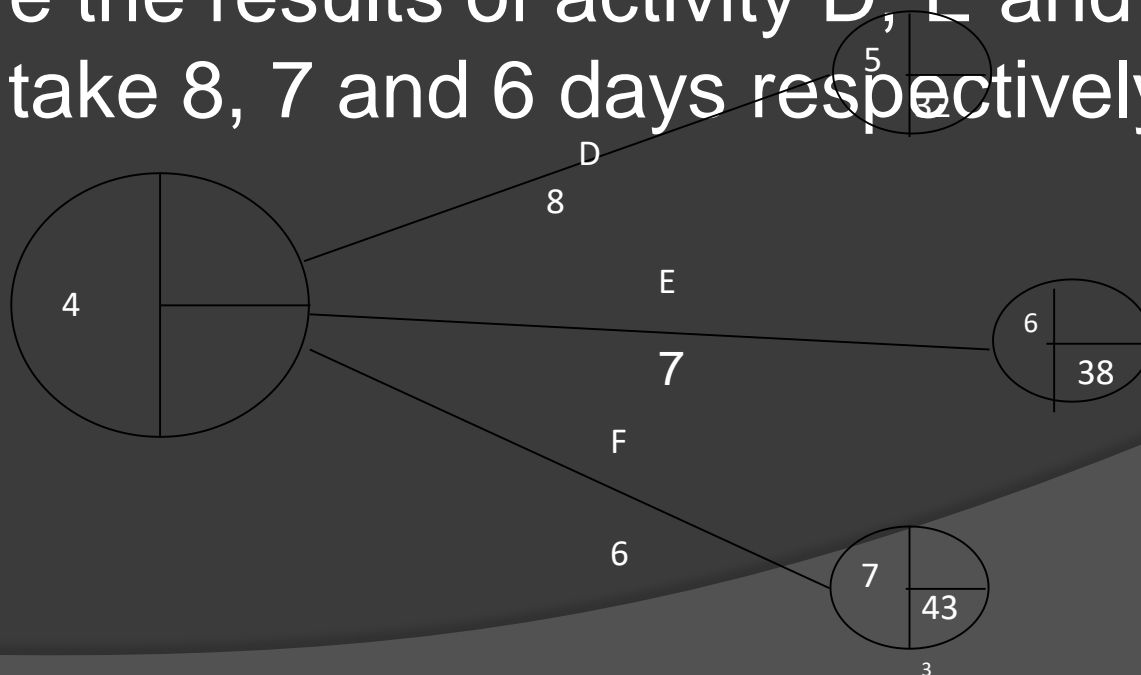 e the results of activity D, E and
take 8, 7 and 6 days respectively
5
32
D
8
4
E
6
7
38
F
6
7
43
3